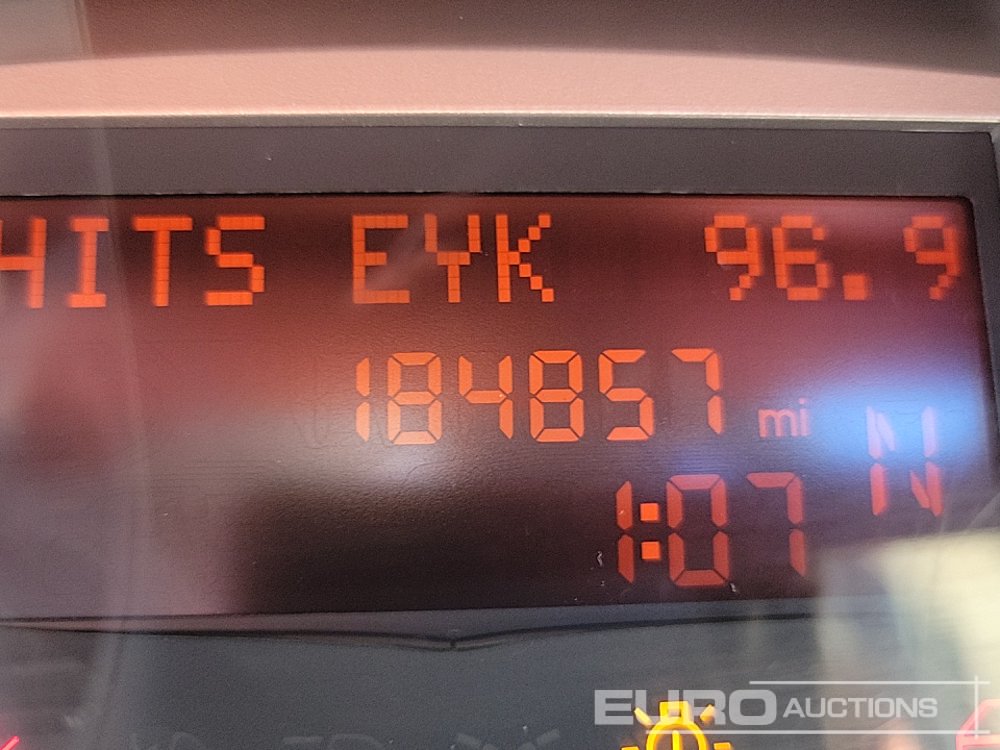 HITS EYK 96.9
184857 mi
N
1:07
EURO AUCTIONS